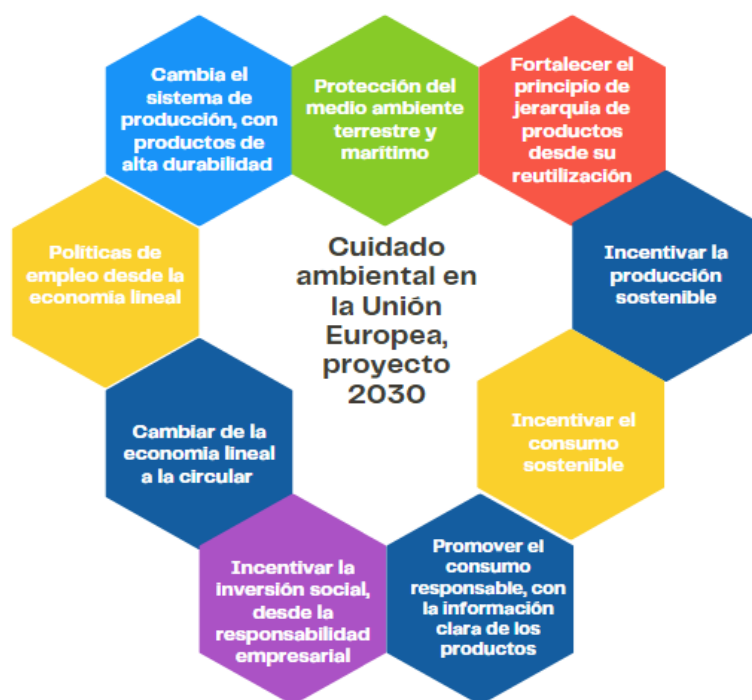 Cambia el
sistema de
producción, con
productos de
alta durabilidad
Protección del
medio ambiente
terrestre y
marítimo
Fortalecer el
principio de
jerarquia de
productos
desde su
reutilización
Políticas de
empleo desde la
economía lineal
Cuidado
ambiental en
la Unión
Europea,
proyecto
2030
Incentivar la
producción
sostenible
Cambiar de la
economía lineal
a la circular
Incentivar el
consumo
sostenible
Incentivar la
inversión social,
desde la
responsabilidad
empresarial
Promover el
consumo
responsable, con
la información
clara de los
productos